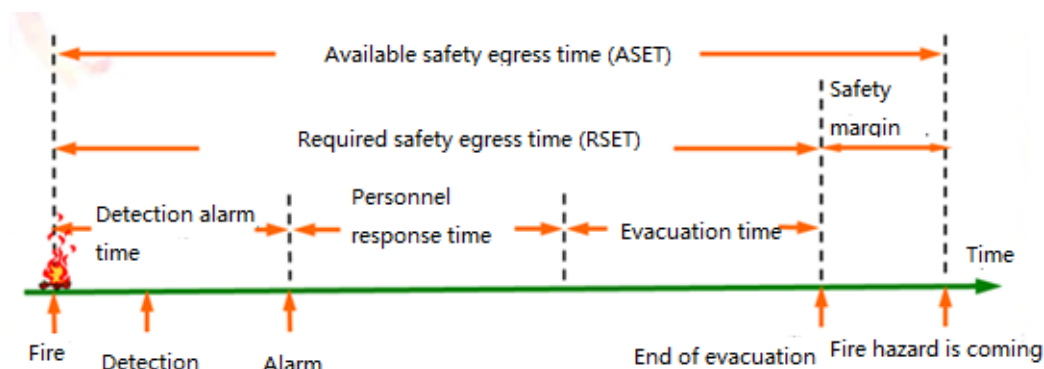 Available safety egress time (ASET)
Safety
margin
Required safety egress time (RSET)
Detection alarm
time
Personnel
response time
Evacuation time
Time
Fire
Detection
Alarm
End of evacuation
Fire hazard is coming